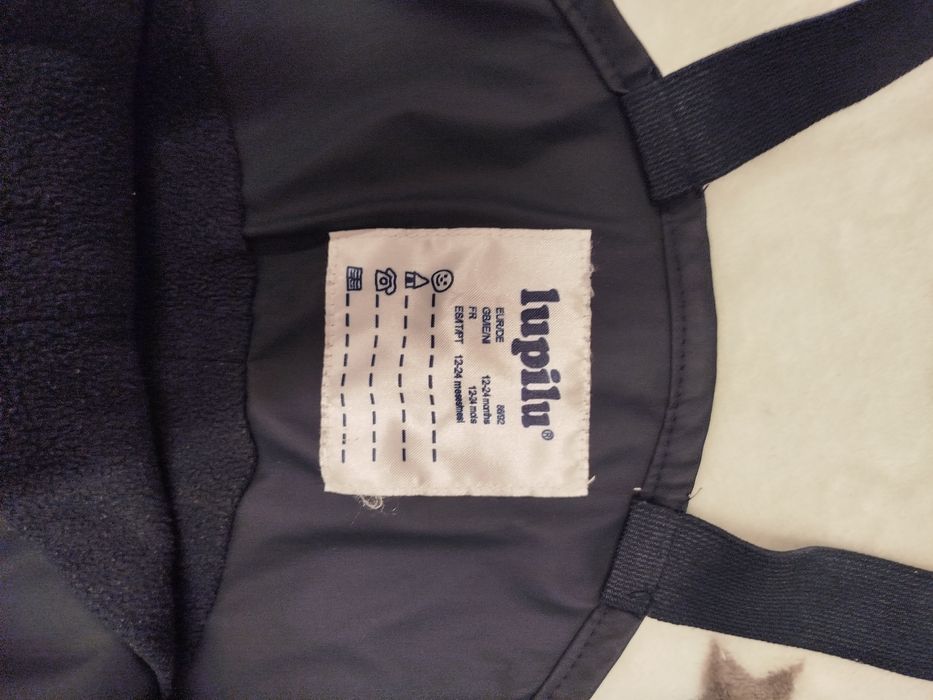 lupilu®
EUR/DE 86/92
GB/IE/NI 12-24 months
FR 12-24 mois
ES/IT/PT 12-24 meses/mesi